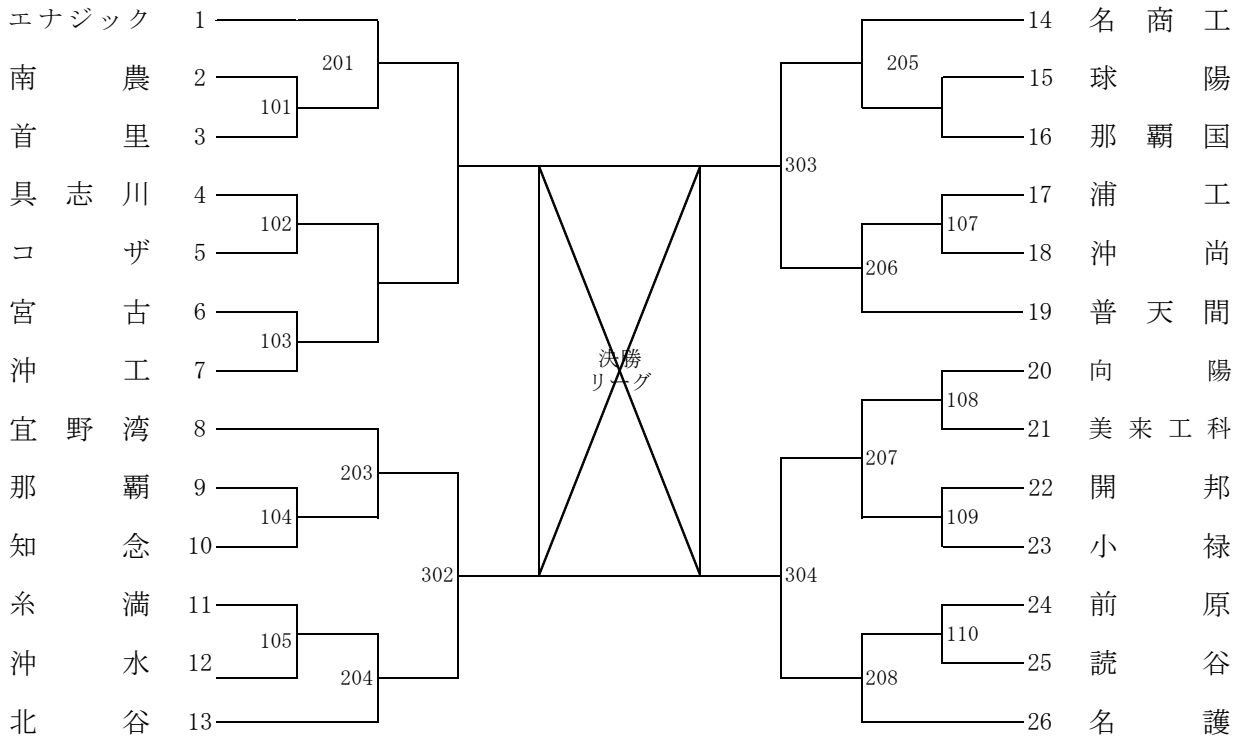 エナジック 1
南農 2
首里 3
具志川 4
コザ 5
宮古 6
沖工 7
宜野湾 8
那覇 9
知念 10
糸満 11
沖水 12
北谷 13
201
101
102
103
203
104
302
105
204
決勝
リーグ
14 名商工
15 球陽
16 那覇国
17 浦工
18 沖尚
19 普天間
20 向陽
21 美来工科
22 開邦
23 小禄
24 前原
25 読谷
26 名護
205
303
107
206
108
207
109
304
110
208